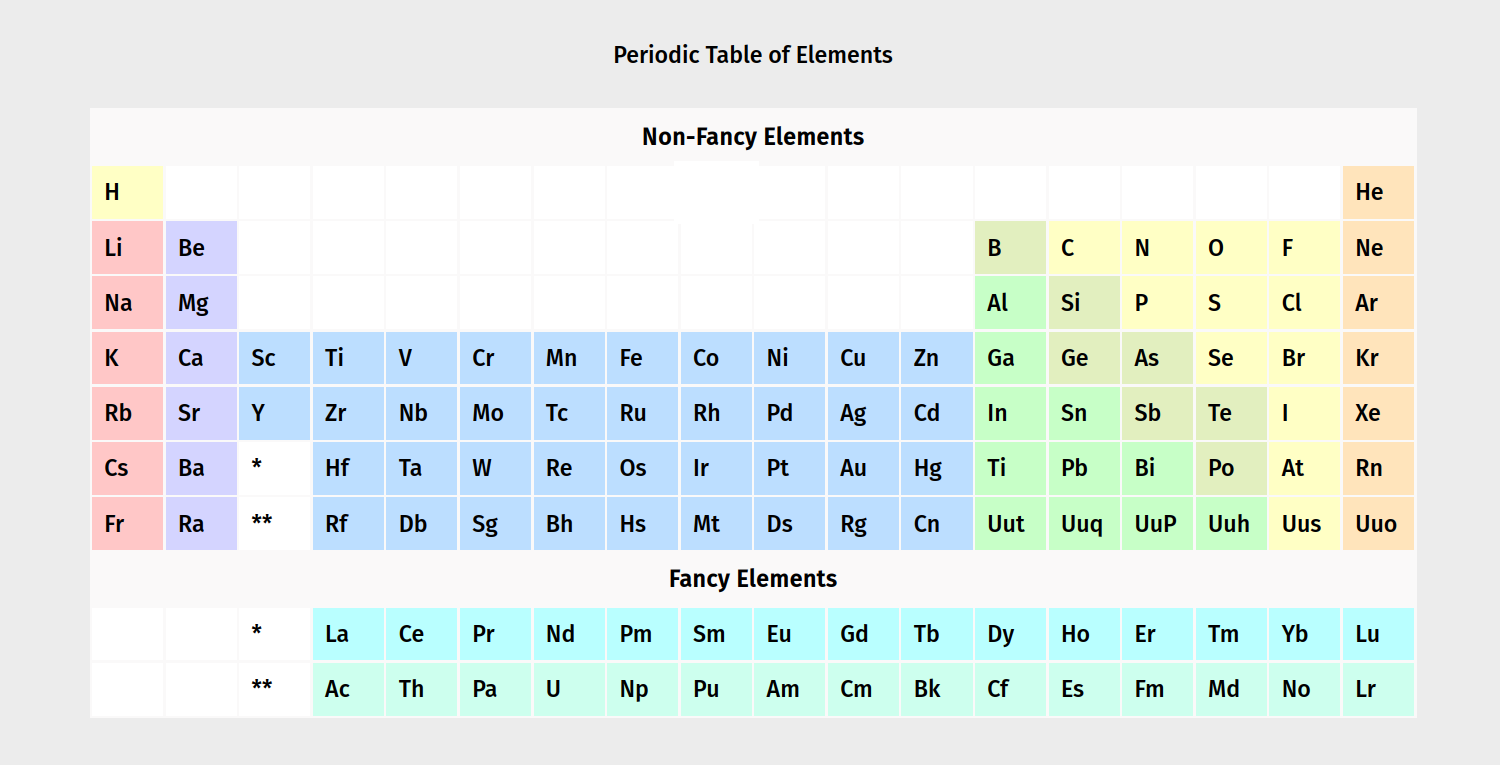 Periodic Table of Elements
Non-Fancy Elements
H He
Li Be B C N O F Ne
Na Mg Al Si P S Cl Ar
K Ca Sc Ti V Cr Mn Fe Co Ni Cu Zn Ga Ge As Se Br Kr
Rb Sr Y Zr Nb Mo Tc Ru Rh Pd Ag Cd In Sn Sb Te I Xe
Cs Ba * Hf Ta W Re Os Ir Pt Au Hg Ti Pb Bi Po At Rn
Fr Ra ** Rf Db Sg Bh Hs Mt Ds Rg Cn Uut Uuq UuP Uuh Uus Uuo
Fancy Elements
* La Ce Pr Nd Pm Sm Eu Gd Tb Dy Ho Er Tm Yb Lu
** Ac Th Pa U Np Pu Am Cm Bk Cf Es Fm Md No Lr